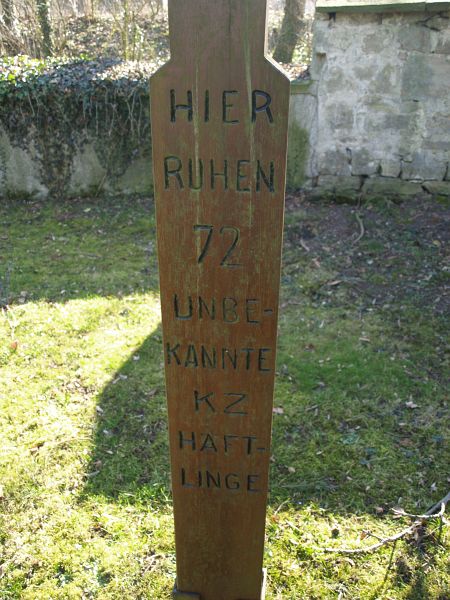 HIER
RUHEN
72
UNBE-
KANNTE
KZ
HAFT-
LINGE